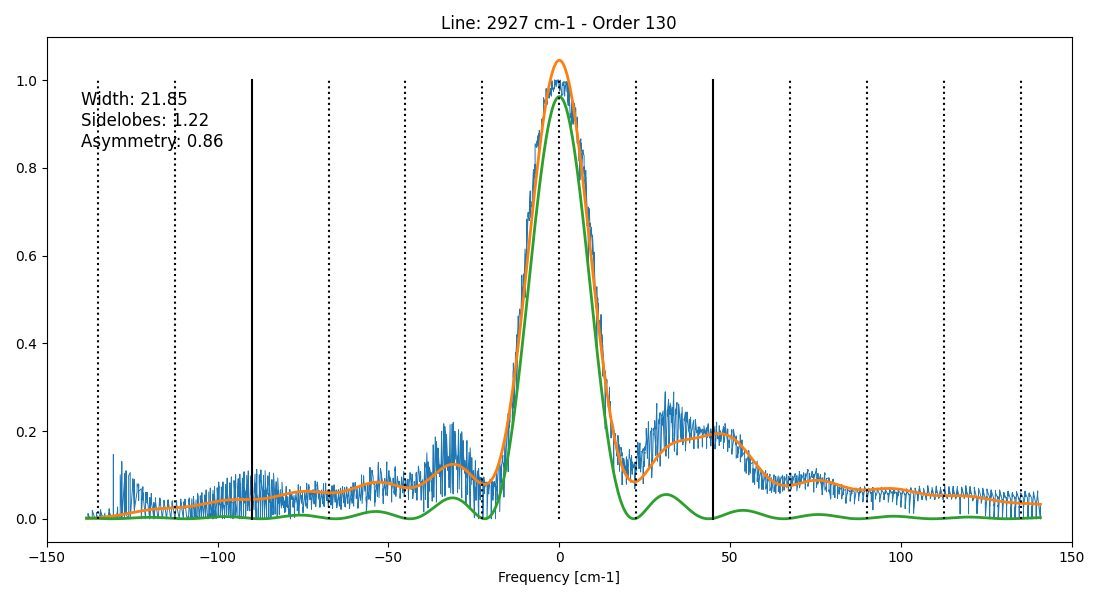 Line: 2927 cm-1 - Order 130
Width: 21.85
Sidelobes: 1.22
Asymmetry: 0.86
1.0
0.8
0.6
0.4
0.2
0.0
−150
−100
−50
0
50
100
150
Frequency [cm-1]